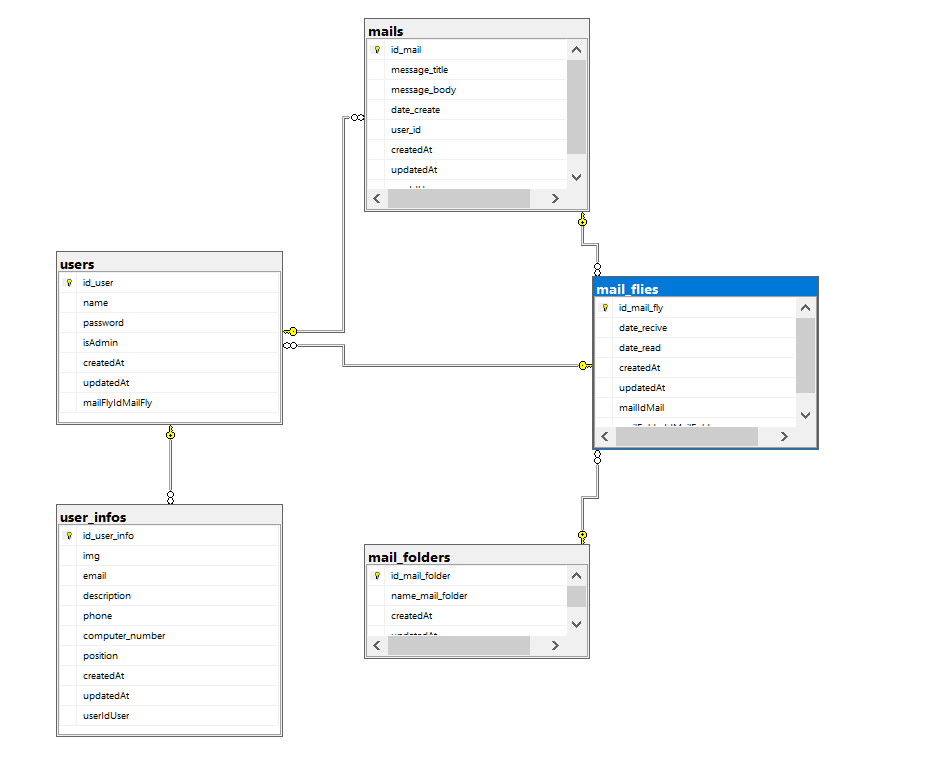 mails
id_mail
message_title
message_body
date_create
user_id
createdAt
updatedAt
users
id_user
name
password
isAdmin
createdAt
updatedAt
mailFlyIdMailFly
mail_flies
id_mail_fly
date_recive
date_read
createdAt
updatedAt
mailIdMail
user_infos
id_user_info
img
email
description
phone
computer_number
position
createdAt
updatedAt
userIdUser
mail_folders
id_mail_folder
name_mail_folder
createdAt
updatedAt